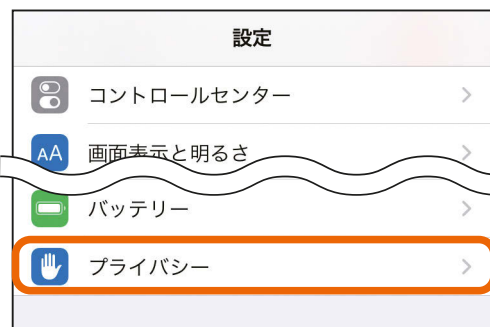 設定
コントロールセンター
AA 画面表示と明るさ
バッテリー
プライバシー